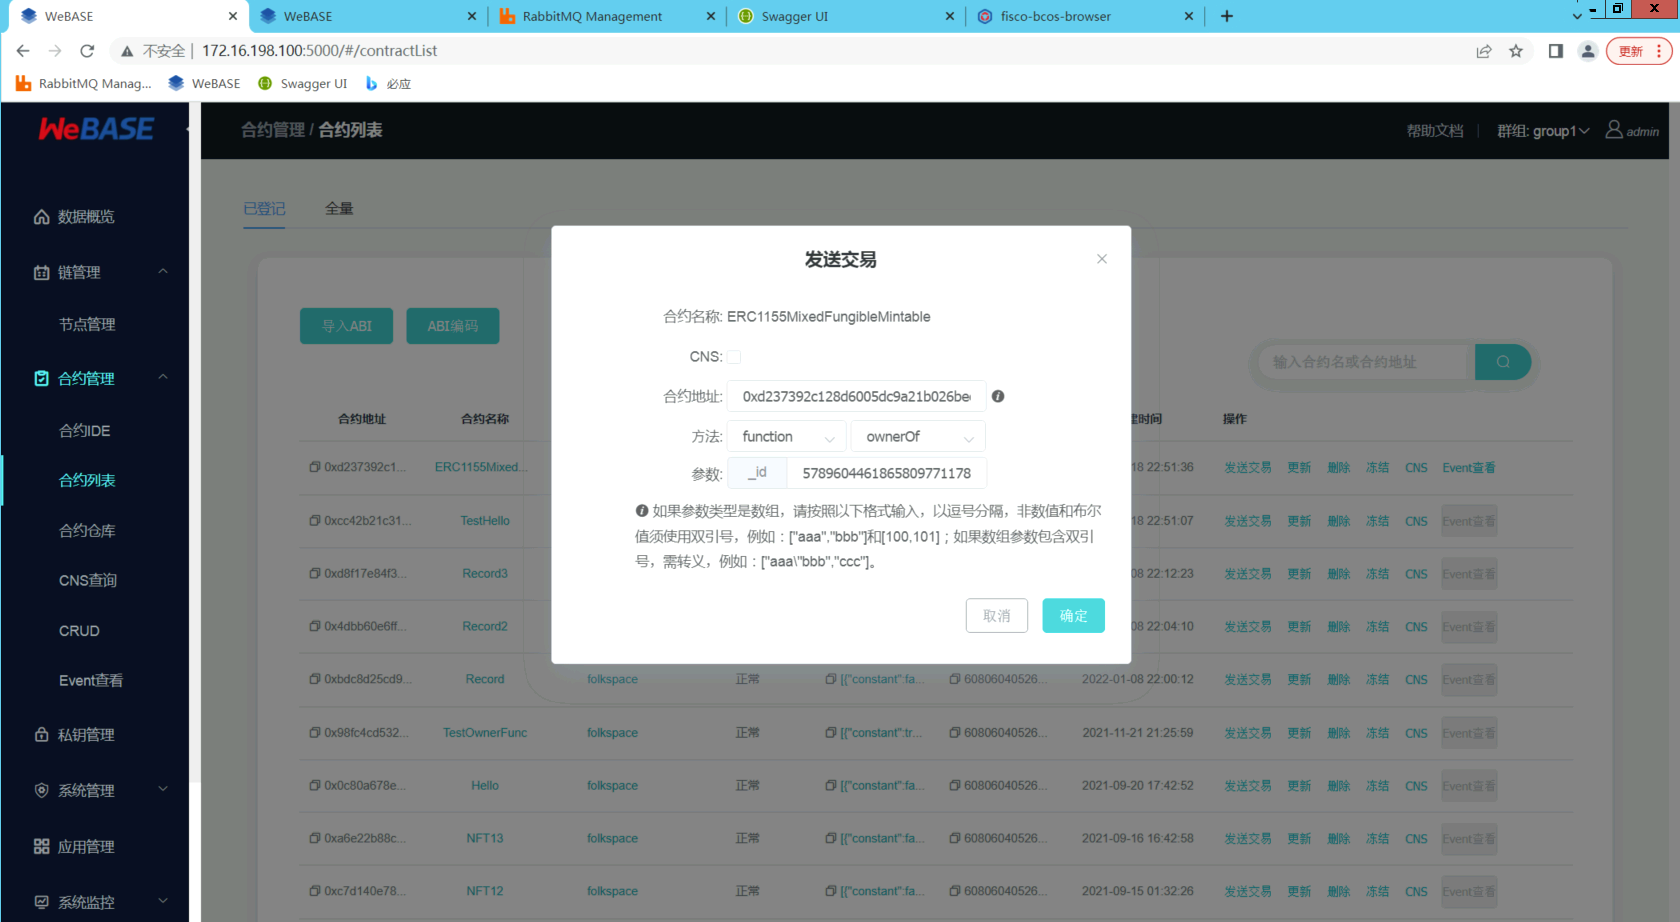 WeBASE
WeBASE
RabbitMQ Management
Swagger UI
fisco-bcos-browser
不安全 | 172.16.198.100:5000/#/contractList
更新
RabbitMQ Manag...
WeBASE
Swagger UI
必应
WeBASE
合约管理 / 合约列表
帮助文档
群组: group1
admin
数据概览
链管理
节点管理
合约管理
合约IDE
合约列表
合约仓库
CNS查询
CRUD
Event查看
私钥管理
系统管理
应用管理
系统监控
已登记
全量
导入ABI
ABI编码
输入合约名或合约地址
发送交易
合约名称: ERC1155MixedFungibleMintable
CNS:
合约地址: 0xd237392c128d6005dc9a21b026be
方法: function ownerOf
参数: _id 5789604461865809771178
如果参数类型是数组，请按照以下格式输入，以逗号分隔，非数值和布尔
值须使用双引号，例如：["aaa","bbb"]和[100,101]；如果数组参数包含双引
号，需转义，例如：["aaa\"bbb","ccc"]。
取消
确定
合约地址 合约名称 时间 操作
0xd237392c1... ERC1155Mixed... 18 22:51:36 发送交易 更新 删除 冻结 CNS Event查看
0xcc42b21c31... TestHello 18 22:51:07 发送交易 更新 删除 冻结 CNS Event查看
0xd8f17e84f3... Record3 08 22:12:23 发送交易 更新 删除 冻结 CNS Event查看
0x4dbb60e6ff... Record2 08 22:04:10 发送交易 更新 删除 冻结 CNS Event查看
0xbdc8d25cd9... Record folkspace 正常 [{"constant":fa... 60806040526... 2022-01-08 22:00:12 发送交易 更新 删除 冻结 CNS Event查看
0x98fc4cd532... TestOwnerFunc folkspace 正常 [{"constant":tr... 60806040526... 2021-11-21 21:25:59 发送交易 更新 删除 冻结 CNS Event查看
0x0c80a678e... Hello folkspace 正常 [{"constant":fa... 60806040526... 2021-09-20 17:42:52 发送交易 更新 删除 冻结 CNS Event查看
0xa6e22b88c... NFT13 folkspace 正常 [{"constant":fa... 60806040526... 2021-09-16 16:42:58 发送交易 更新 删除 冻结 CNS Event查看
0xc7d140e78... NFT12 folkspace 正常 [{"constant":fa... 60806040526... 2021-09-15 01:32:26 发送交易 更新 删除 冻结 CNS Event查看